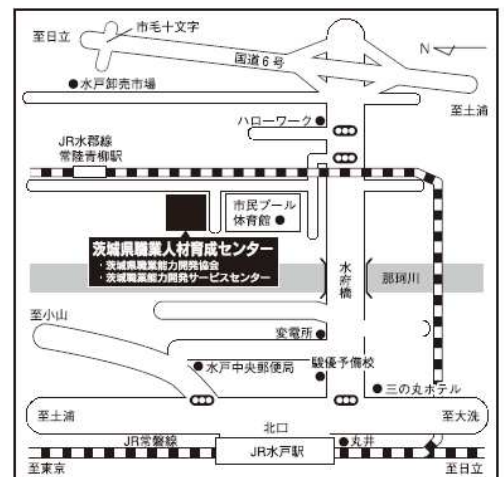 市毛十文字
至日立
国道6号
N
水戸卸売市場
至土浦
ハローワーク
JR水郡線
常陸青柳駅
市民プール
体育館
茨城県職業人材育成センター
・茨城県職業能力開発協会
・茨城県職業能力開発サービスセンター
水府橋
那珂川
至小山
変電所
水戸中央郵便局
駿優予備校
三の丸ホテル
至土浦
北口
至大洗
JR常磐線
JR水戸駅
丸井
至東京
至日立